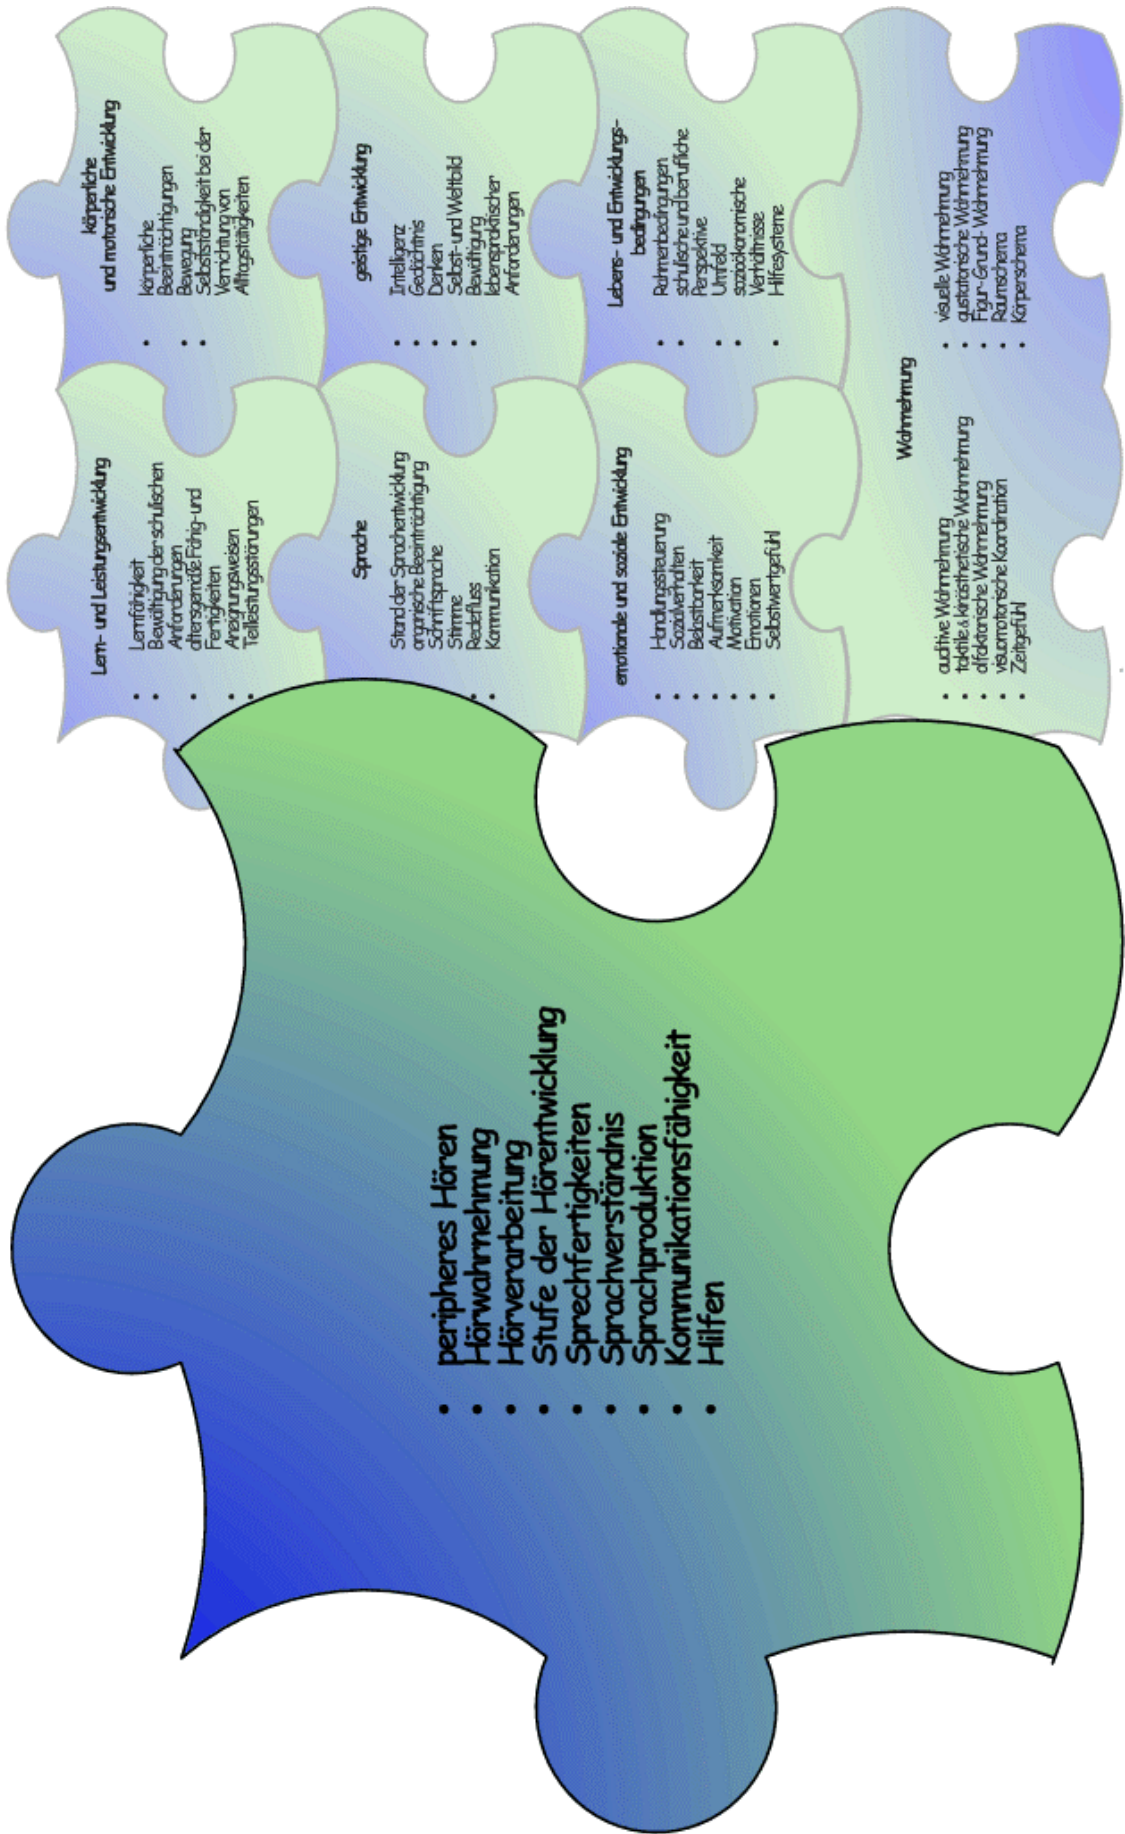 • peripheres Hören
• Hörwahrnehmung
• Hörverarbeitung
• Stufe der Hörentwicklung
• Sprechfertigkeiten
• Sprachverständnis
• Sprachproduktion
• Kommunikationsfähigkeit
• Hilfen
Lern- und Leistungsentwicklung
• Lernfähigkeit
• Bewältigung der schulischen
Anforderungen
• altersgemäße Fähig- und
Fertigkeiten
• Aneignungsweisen
• Teilleistungsstörungen
körperliche
und motorische Entwicklung
• körperliche
Beeinträchtigungen
• Bewegung
• Selbstständigkeit bei der
Verrichtung von
Alltagstätigkeiten
Sprache
Stand der Sprachentwicklung
organische Beeinträchtigung
Schriftsprache
Stimme
• Redefluss
• Kommunikation
geistige Entwicklung
• Intelligenz
• Gedächtnis
• Denken
• Selbst- und Weltbild
• Bewältigung
lebenspraktischer
Anforderungen
emotionale und soziale Entwicklung
• Handlungssteuerung
• Sozialverhalten
• Belastbarkeit
• Aufmerksamkeit
• Motivation
• Emotionen
• Selbstwertgefühl
Lebens- und Entwicklungs-
bedingungen
• Rahmenbedingungen
• schulische und berufliche
Perspektive
• Umfeld
• sozioökonomische
Verhältnisse
• Hilfesysteme
Wahrnehmung
• auditive Wahrnehmung
• taktile & kinästhetische Wahrnehmung
• olfaktorische Wahrnehmung
• visuomotorische Koordination
• Zeitgefühl
• visuelle Wahrnehmung
• gustatorische Wahrnehmung
• Figur-Grund- Wahrnehmung
• Raumschema
• Körperschema